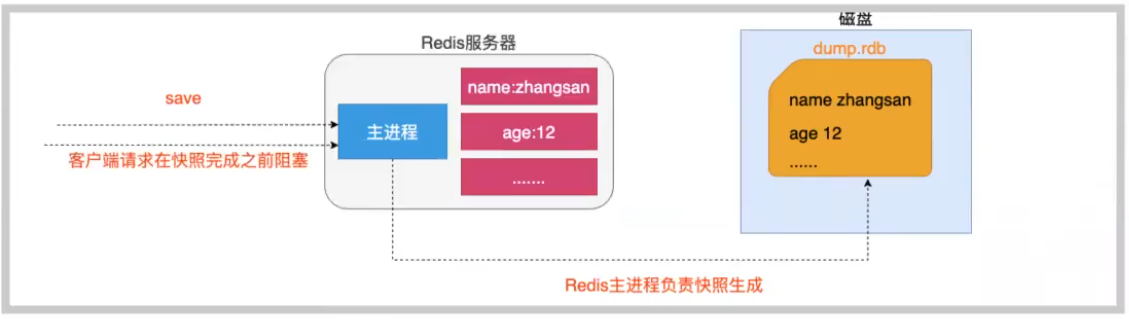 磁盘
Redis服务器
dump.rdb
save
name:zhangsan
name zhangsan
主进程
age:12
age 12
客户端请求在快照完成之前阻塞
.......
......
Redis主进程负责快照生成